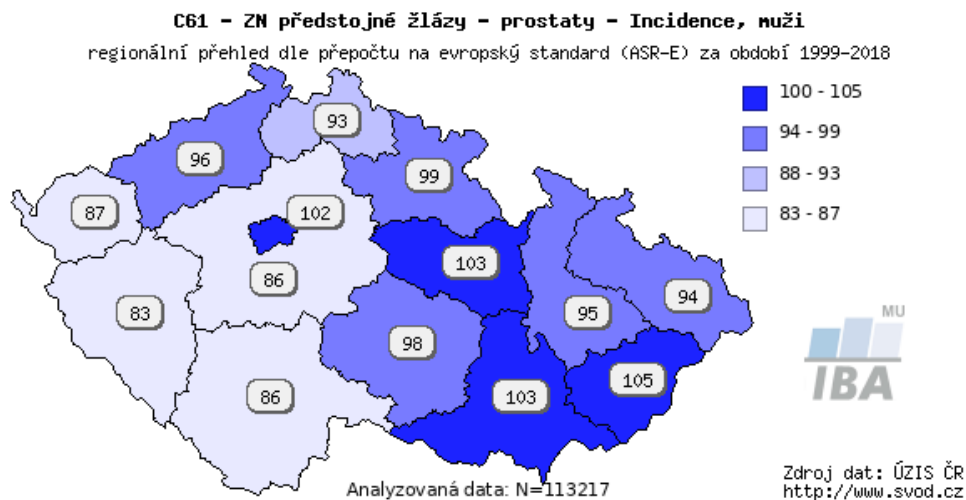 C61 - ZN předstojné žlázy - prostaty - Incidence, muži
regionální přehled dle přepočtu na evropský standard (ASR-E) za období 1999-2018
100 - 105
94 - 99
88 - 93
83 - 87
93
96
99
87
102
103
86
83
94
95
98
105
86
103
MU
IBA
Analyzovaná data: N=113217
Zdroj dat: ÚZIS ČR
http://www.svod.cz